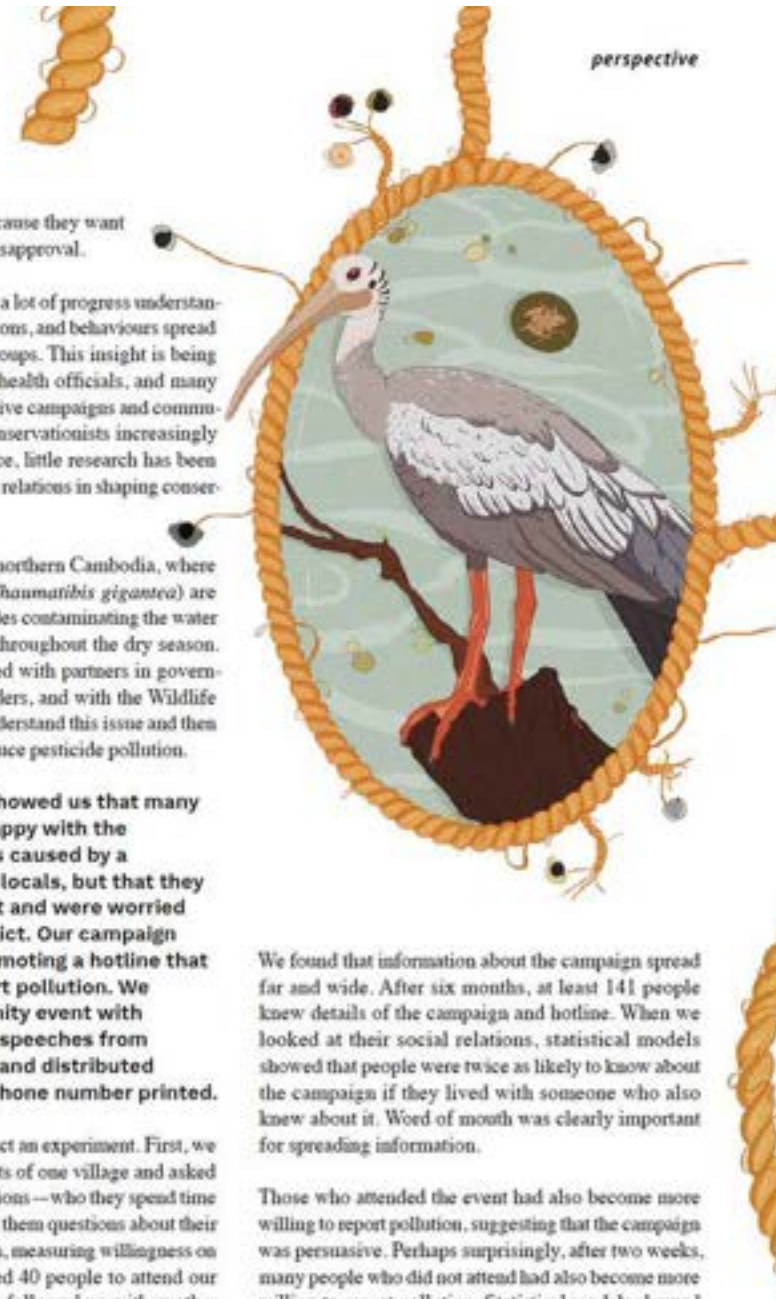 perspective
cause they want
sapproval.
a lot of progress understan-
ons, and behaviours spread
oups. This insight is being
health officials, and many
ive campaigns and commu-
nservationists increasingly
ce, little research has been
relations in shaping conser-
northern Cambodia, where
haumatibis gigantea) are
les contaminating the water
throughout the dry season.
ed with partners in govern-
lers, and with the Wildlife
derstand this issue and then
uce pesticide pollution.
howed us that many
appy with the
s caused by a
locals, but that they
t and were worried
ict. Our campaign
moting a hotline that
rt pollution. We
nity event with
speeches from
and distributed
hone number printed.
ct an experiment. First, we
ts of one village and asked
ions—who they spend time
them questions about their
, measuring willingness on
ed 40 people to attend our
We found that information about the campaign spread
far and wide. After six months, at least 141 people
knew details of the campaign and hotline. When we
looked at their social relations, statistical models
showed that people were twice as likely to know about
the campaign if they lived with someone who also
knew about it. Word of mouth was clearly important
for spreading information.
Those who attended the event had also become more
willing to report pollution, suggesting that the campaign
was persuasive. Perhaps surprisingly, after two weeks,
many people who did not attend had also become more